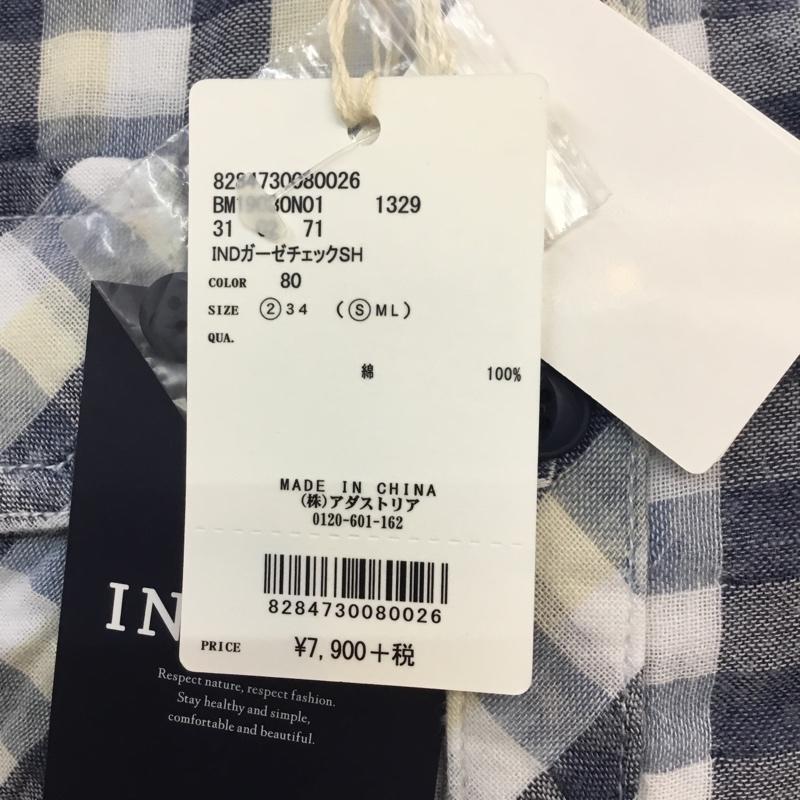 8284730080026
BM19030N01 1329
31 71
INDガーゼチェックSH
COLOR 80
SIZE ②34 (ⓈML)
QUA.
綿 100%
MADE IN CHINA
(株)アダストリア
0120-601-162
8284730080026
PRICE ¥7,900+税
IN
Respect nature, respect fashion.
Stay healthy and simple,
comfortable and beautiful.